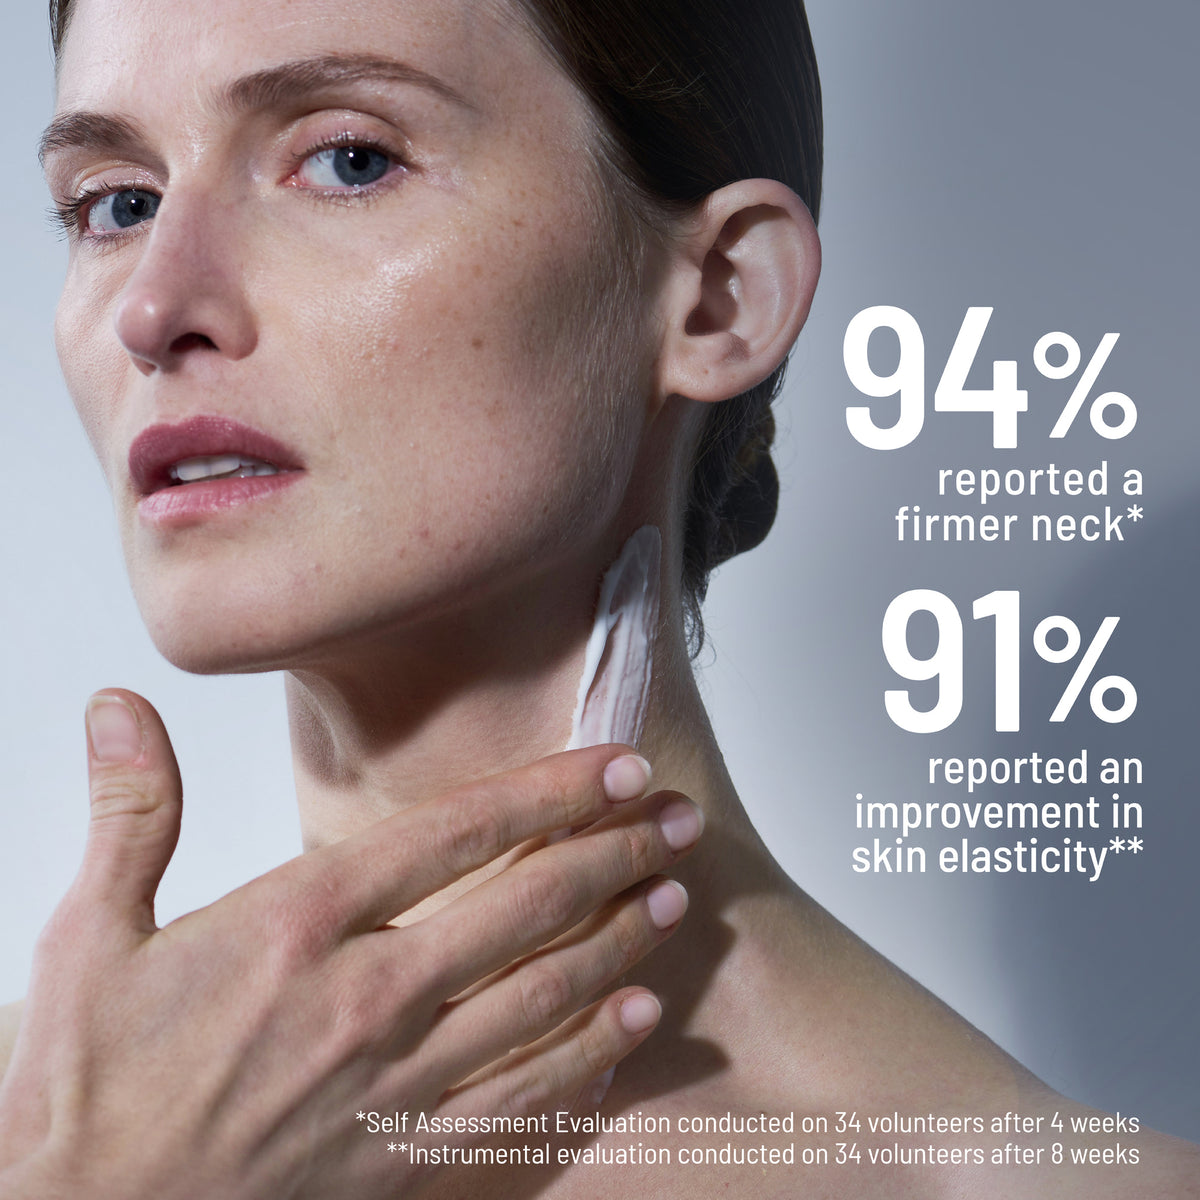 94%
reported a
firmer neck*
91%
reported an
improvement in
skin elasticity**
*Self Assessment Evaluation conducted on 34 volunteers after 4 weeks
**Instrumental evaluation conducted on 34 volunteers after 8 weeks